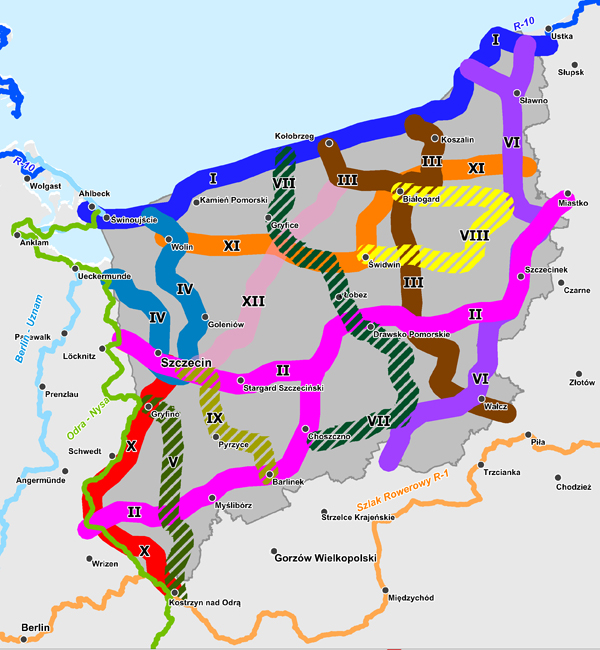 R-10
I
Ustka
Słupsk
Sławno
Kołobrzeg
Koszalin
VI
R-10
Wolgast
VII
III
III
XI
Ahlbeck
I
Kamień Pomorski
Białogard
Miastko
Świnoujście
Gryfice
Anklam
Wolin
XI
VIII
Świdwin
Szczecinek
Ueckermünde
Czarne
IV
III
Łobez
XII
Goleniów
II
IV
Drawsko Pomorskie
Berlin - Uznam
Löcknitz
Szczecin
II
Złotów
Prenzlau
Stargard Szczeciński
VI
Odra - Nysa
Gryfino
IX
Wałcz
VII
Choszczno
X
Pyrzyce
Piła
Schwedt
V
Trzcianka
Angermünde
Barlinek
Chodzież
Szlak Rowerowy R-1
Myślibórz
II
Strzelce Krajeńskie
X
Wrizen
Gorzów Wielkopolski
Kostrzyn nad Odrą
Międzychód
Berlin